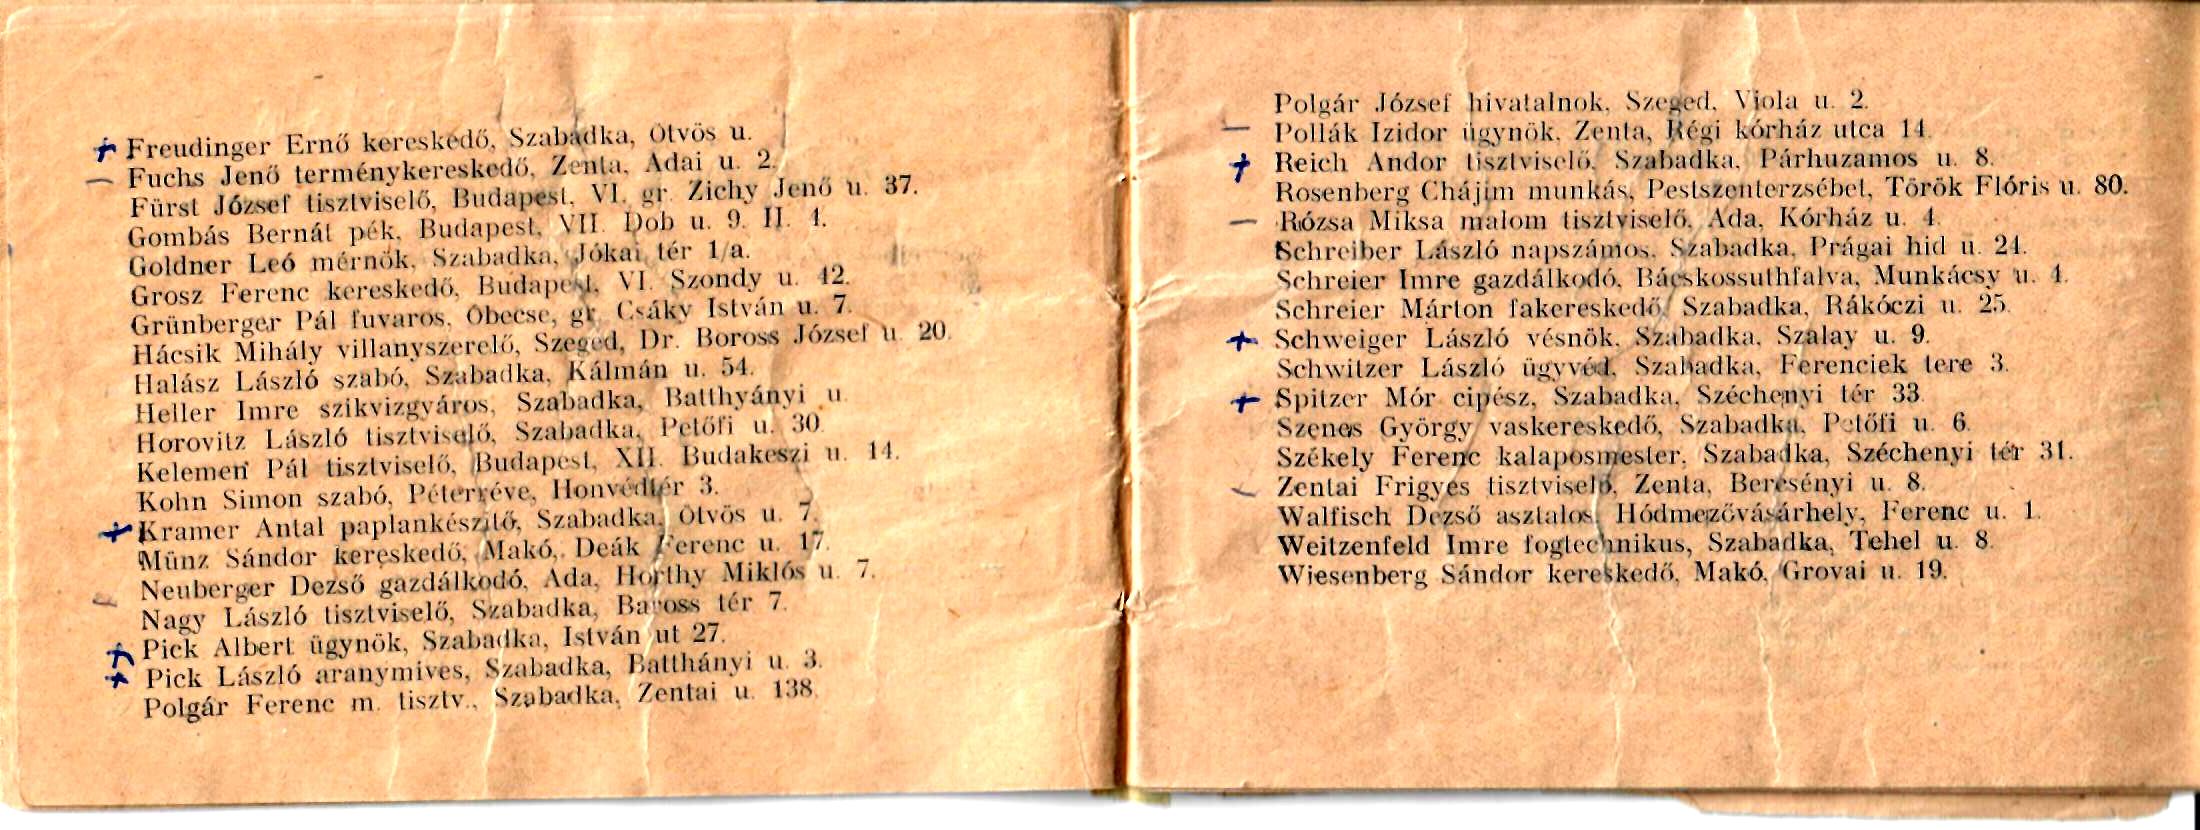 Freudinger Ernő kereskedő, Szabadka, Ötvös u.
Fuchs Jenő terménykereskedő, Zenta, Adai u. 2.
Fürst József tisztviselő, Budapest, VI. gr. Zichy Jenő u. 37.
Gombás Bernát pék, Budapest, VII. Dob u. 9. II. 1.
Goldner Leó mérnök, Szabadka, Jókai tér 1/a.
Grosz Ferenc kereskedő, Budapest, VI. Szondy u. 42.
Grünberger Pál fuvaros, Óbecse, gr. Csáky István u. 7.
Hácsik Mihály villanyszerelő, Szeged, Dr. Boross József u. 20.
Halász László szabó, Szabadka, Kálmán u. 54.
Heller Imre szikvizgyáros, Szabadka, Batthyányi u.
Horovitz László tisztviselő, Szabadka, Petőfi u. 30.
Kelemen Pál tisztviselő, Budapest, XII. Budakeszi u. 14.
Kohn Simon szabó, Péterréve, Honvédtér 3.
Kramer Antal paplankészitő, Szabadka, Ötvös u. 7.
Münz Sándor kereskedő, Makó, Deák Ferenc u. 17.
Neuberger Dezső gazdálkodó, Ada, Horthy Miklós u. 7.
Nagy László tisztviselő, Szabadka, Baross tér 7.
Pick Albert ügynök, Szabadka, István ut 27.
Pick László aranymives, Szabadka, Batthányi u. 3.
Polgár Ferenc m. tisztv., Szabadka, Zentai u. 138.
Polgár József hivatalnok, Szeged, Viola u. 2.
Pollák Izidor ügynök, Zenta, Régi kórház utca 14.
Reich Andor tisztviselő, Szabadka, Párhuzamos u. 8.
Rosenberg Chájim munkás, Pestszenterzsébet, Török Flóris u. 80.
Rózsa Miksa malom tisztviselő, Ada, Kórház u. 4.
Schreiber László napszámos, Szabadka, Prágai hid u. 24.
Schreier Imre gazdálkodó, Bácskossuthfalva, Munkácsy u. 4.
Schreier Márton fakereskedő, Szabadka, Rákóczi u. 25.
Schweiger László vésnök, Szabadka, Szalay u. 9.
Schwitzer László ügyvéd, Szabadka, Ferenciek tere 3.
Spitzer Mór cipész, Szabadka, Széchenyi tér 33.
Szenes György vaskereskedő, Szabadka, Petőfi u. 6.
Székely Ferenc kalaposmester, Szabadka, Széchenyi tér 31.
Zentai Frigyes tisztviselő, Zenta, Bercsényi u. 8.
Walfisch Dezső asztalos, Hódmezővásárhely, Ferenc u. 1.
Weitzenfeld Imre fogtechnikus, Szabadka, Tehel u. 8.
Wiesenberg Sándor kereskedő, Makó, Grovai u. 19.